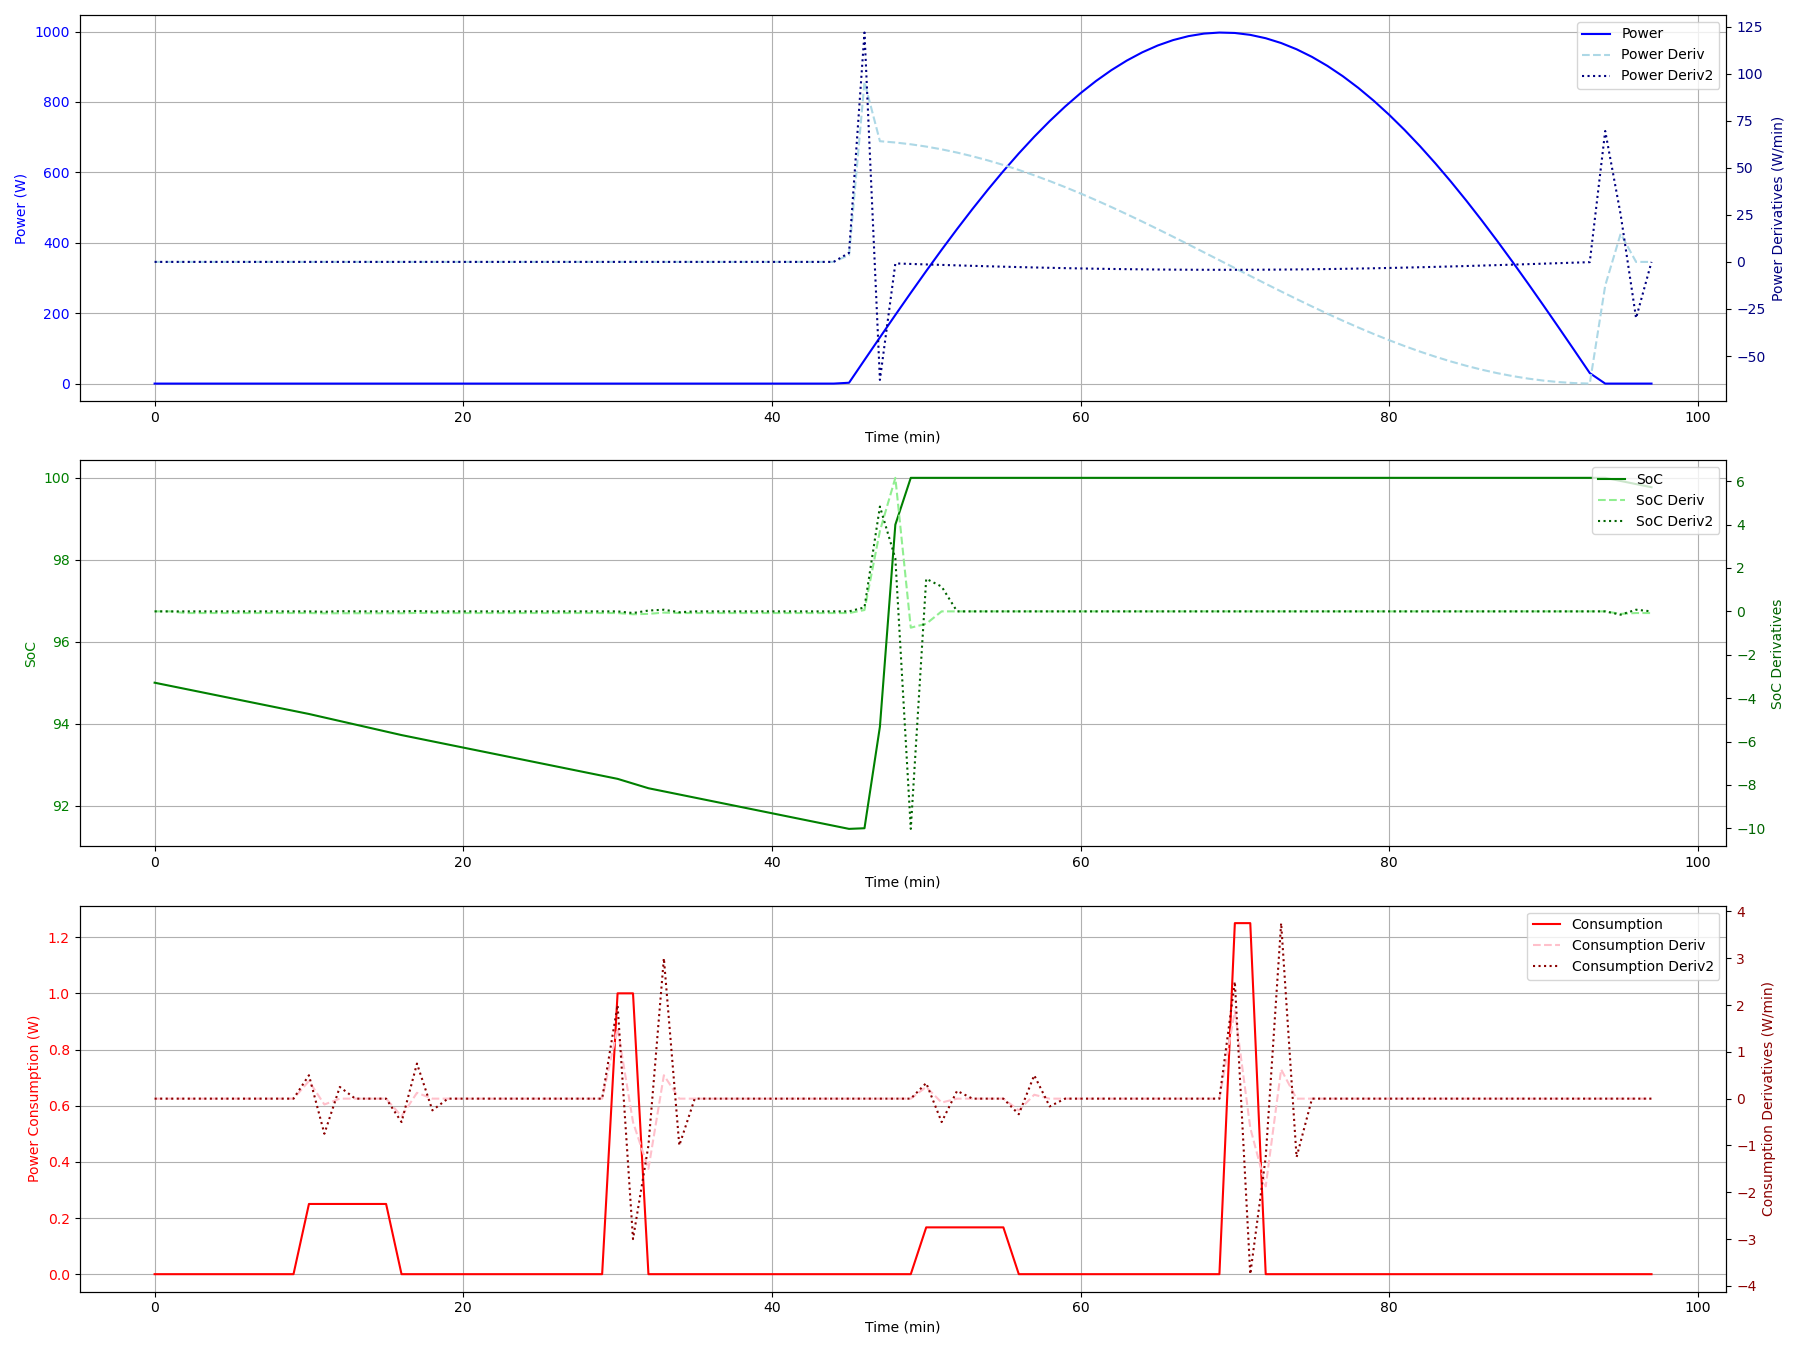 1000
800
600
400
200
0
Power (W)
125
100
75
50
25
0
−25
−50
Power Derivatives (W/min)
Power
Power Deriv
Power Deriv2
0 20 40 60 80 100
Time (min)
100
98
96
94
92
SoC
6
4
2
0
−2
−4
−6
−8
−10
SoC Derivatives
SoC
SoC Deriv
SoC Deriv2
0 20 40 60 80 100
Time (min)
1.2
1.0
0.8
0.6
0.4
0.2
0.0
Power Consumption (W)
4
3
2
1
0
−1
−2
−3
−4
Consumption Derivatives (W/min)
Consumption
Consumption Deriv
Consumption Deriv2
0 20 40 60 80 100
Time (min)